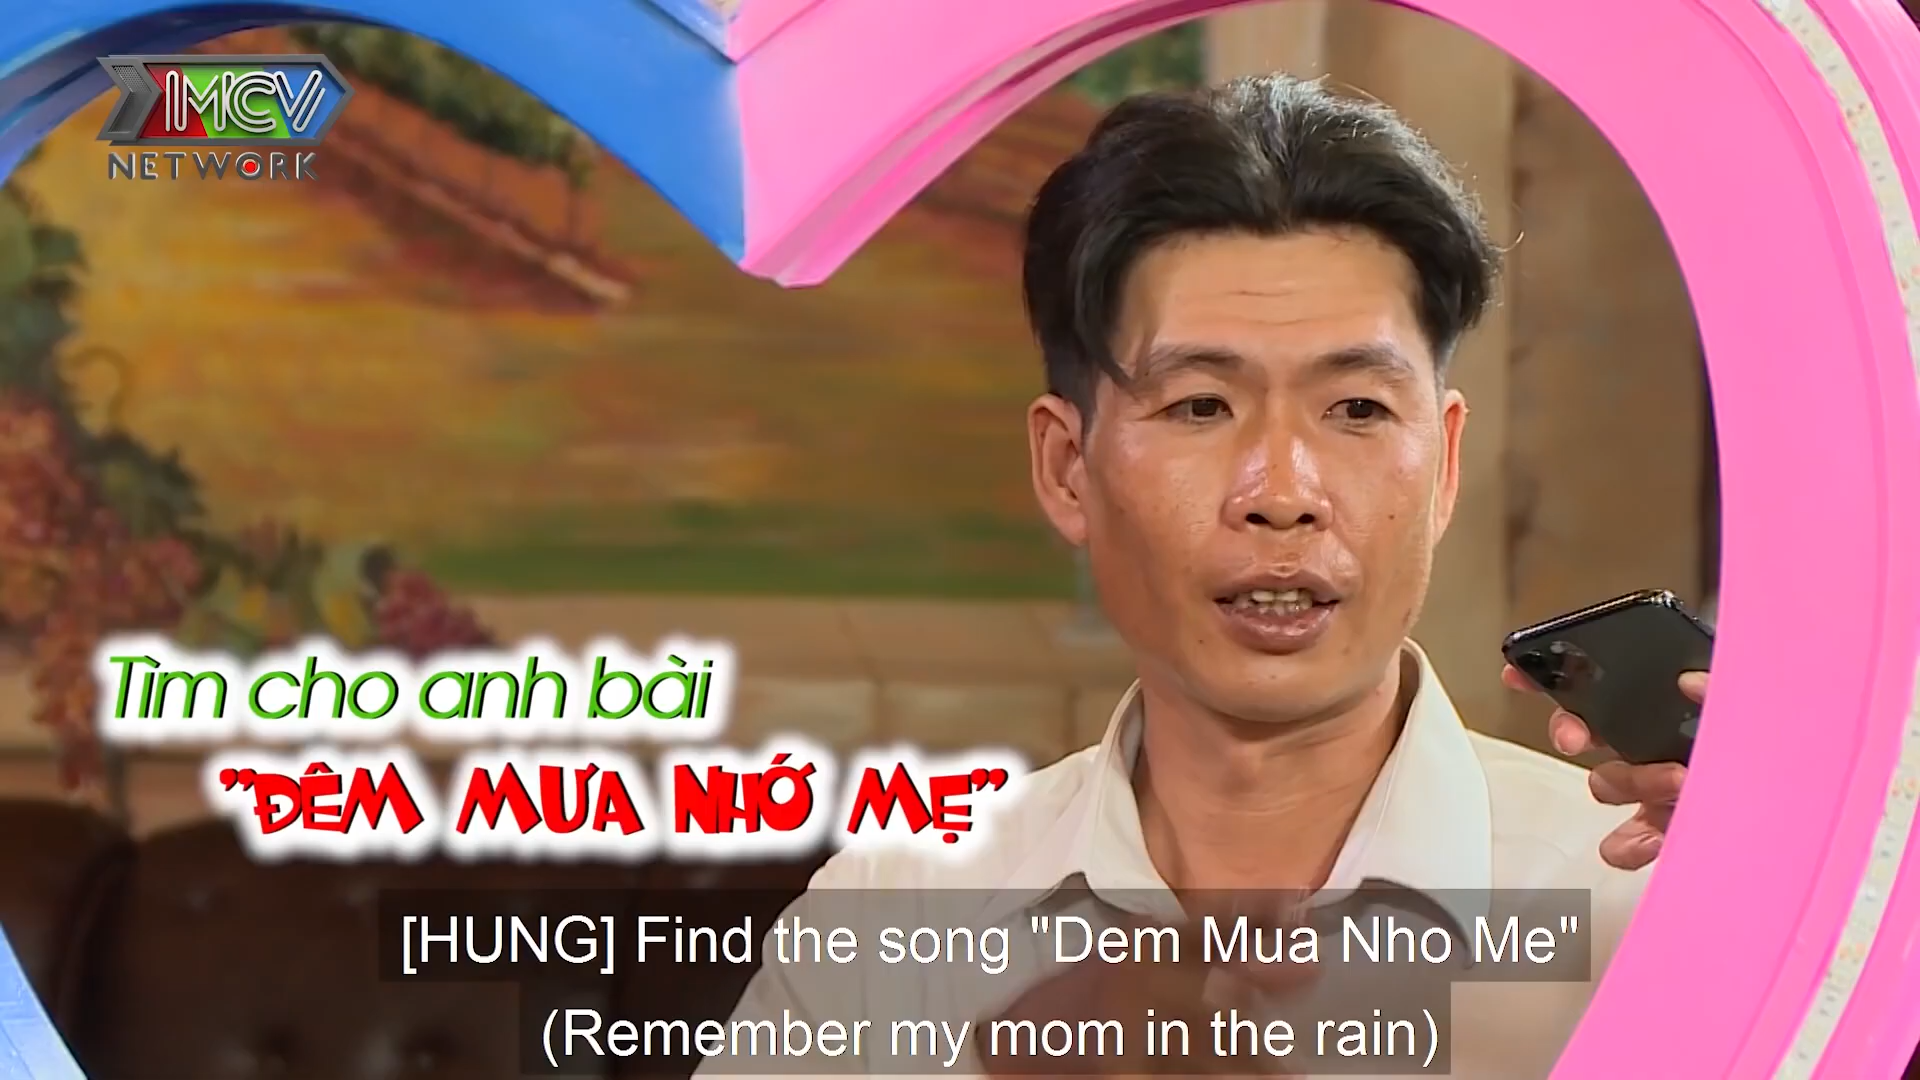 MCV
NETWORK
Tìm cho anh bài
"ĐÊM MƯA NHỚ MẸ"
[HUNG] Find the song "Dem Mua Nho Me"
(Remember my mom in the rain)